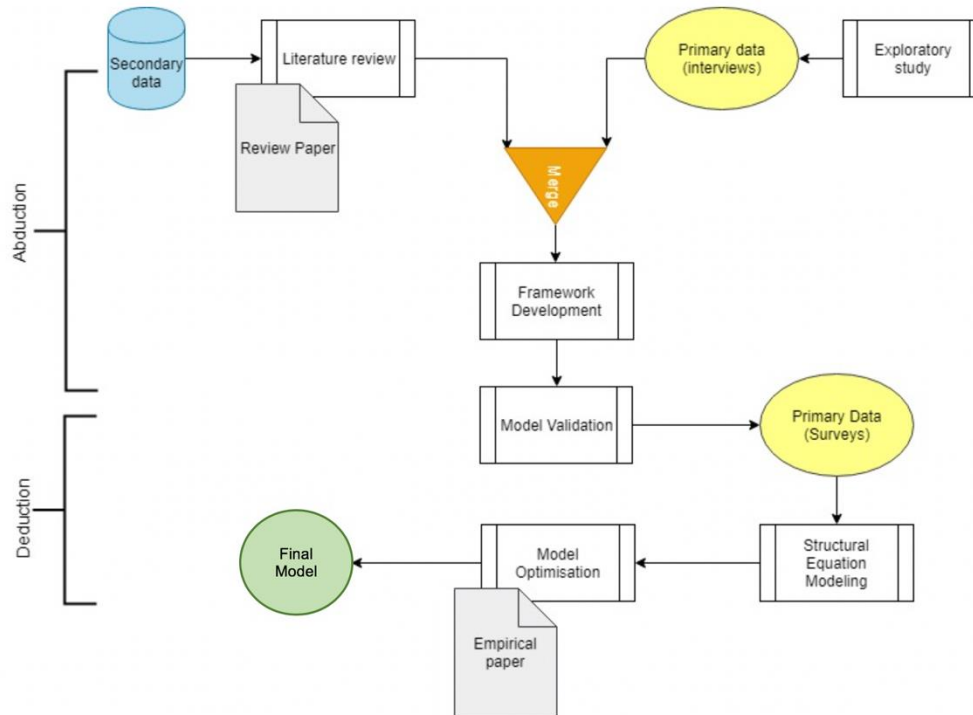 Secondary
data
Literature review
Review Paper
Primary data
(interviews)
Exploratory
study
Merge
Abduction
Framework
Development
Model Validation
Primary Data
(Surveys)
Deduction
Final
Model
Model
Optimisation
Structural
Equation
Modeling
Empirical
paper